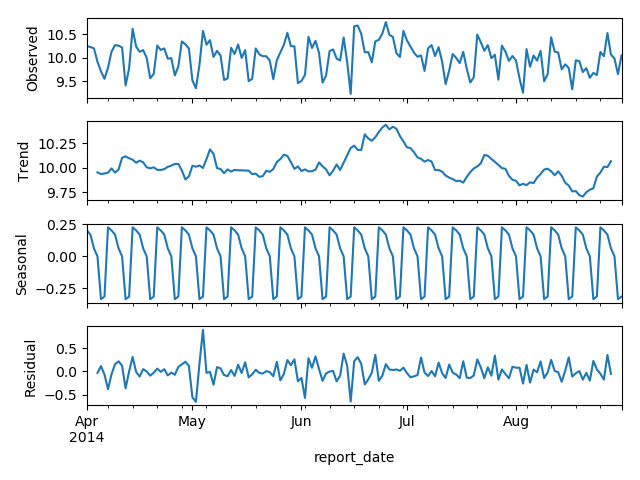 Observed
10.5
10.0
9.5
Trend
10.25
10.00
9.75
Seasonal
0.25
0.00
−0.25
Residual
0.5
0.0
−0.5
Apr
2014
May
Jun
Jul
Aug
report_date